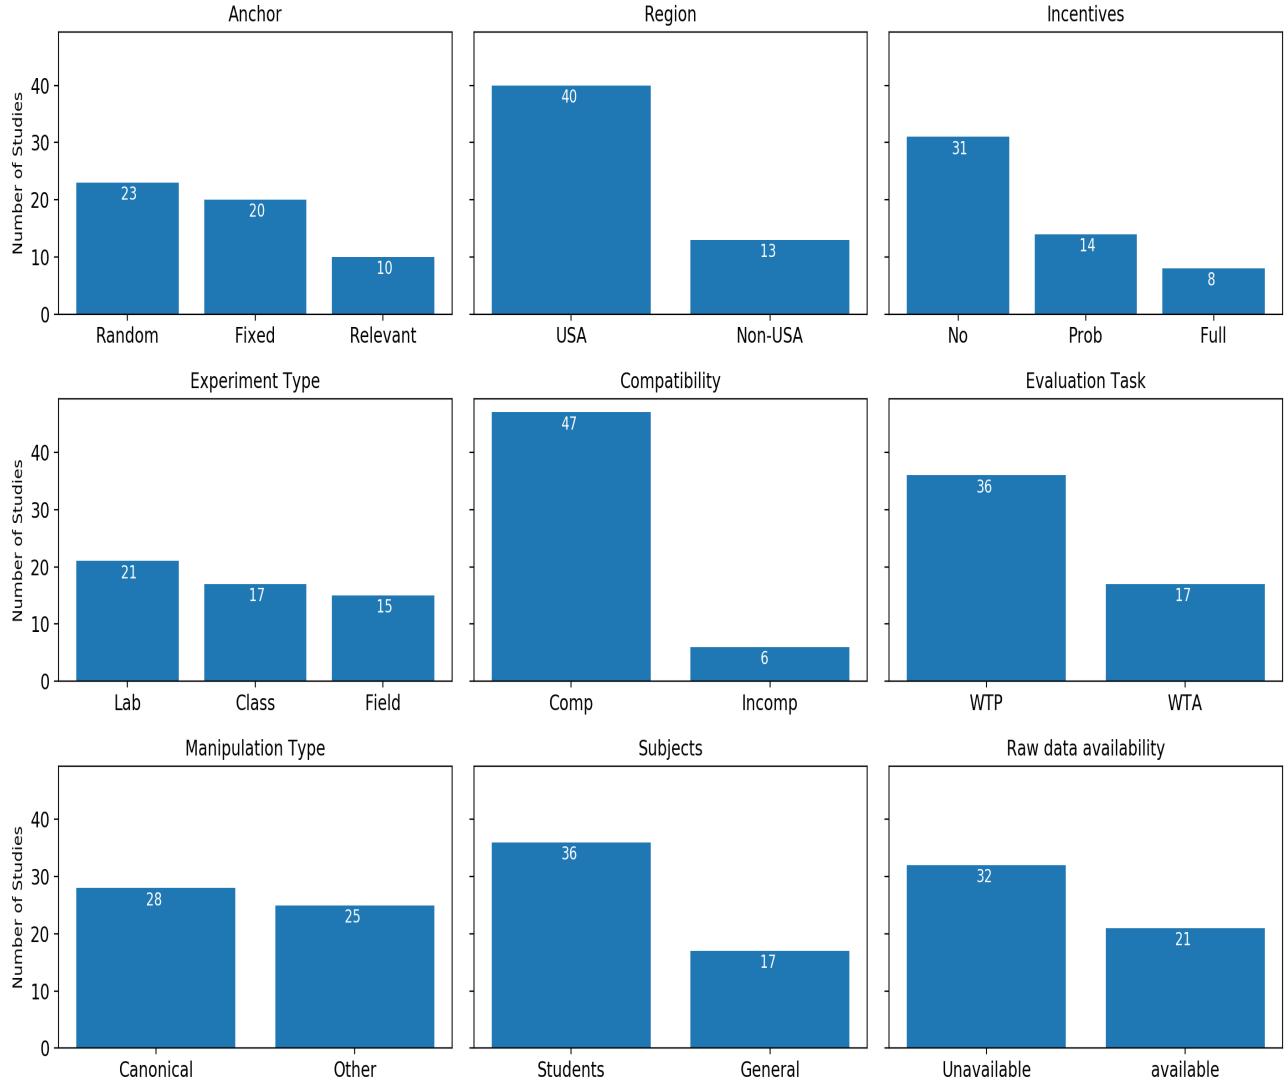 Anchor
Region
Incentives
Number of Studies
40
30
20
10
0
23
20
10
40
13
31
14
8
Random Fixed Relevant
USA Non-USA
No Prob Full
Experiment Type
Compatibility
Evaluation Task
Number of Studies
40
30
20
10
0
21
17
15
47
6
36
17
Lab Class Field
Comp Incomp
WTP WTA
Manipulation Type
Subjects
Raw data availability
Number of Studies
40
30
20
10
0
28
25
36
17
32
21
Canonical Other
Students General
Unavailable available